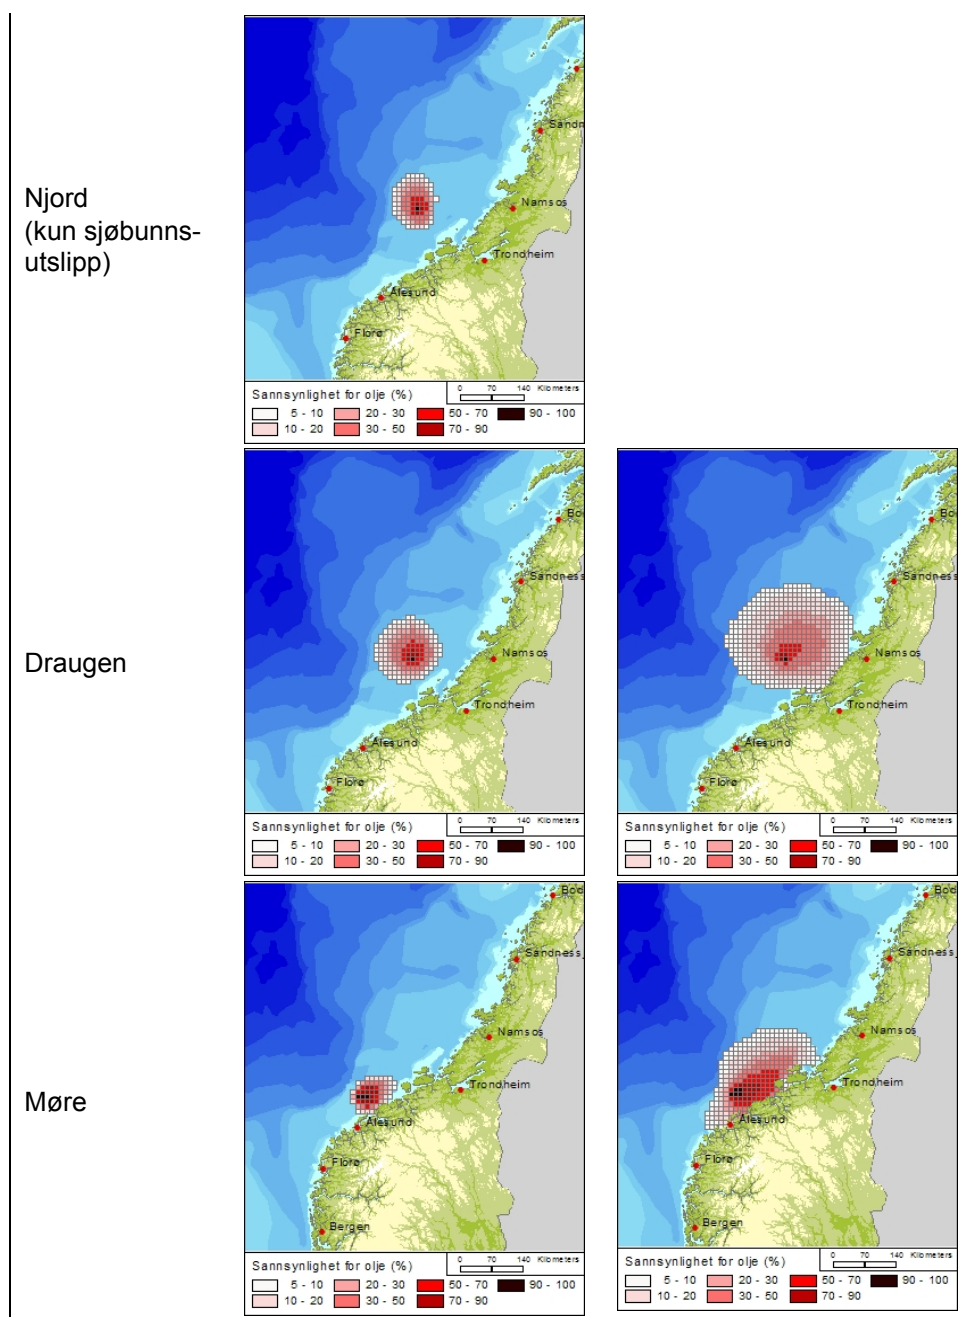 Njord
(kun sjøbunns-
utslipp)
Sandn
Namsos
Trondheim
Ålesund
Florø
Sannsynlighet for olje (%)
0 70 140 Kilometers
5 - 10 20 - 30 50 - 70 90 - 100
10 - 20 30 - 50 70 - 90
Draugen
Bo
Sandness
Namsos
Trondheim
Ålesund
Florø
Sannsynlighet for olje (%)
0 70 140 Kilometers
5 - 10 20 - 30 50 - 70 90 - 100
10 - 20 30 - 50 70 - 90
Bo
Sandness
Namsos
Trondheim
Ålesund
Florø
Sannsynlighet for olje (%)
0 70 140 Kilometers
5 - 10 20 - 30 50 - 70 90 - 100
10 - 20 30 - 50 70 - 90
Møre
Bod
Sandness
Namsos
Trondheim
Ålesund
Florø
Bergen
Sannsynlighet for olje (%)
0 70 140 Kilometers
5 - 10 20 - 30 50 - 70 90 - 100
10 - 20 30 - 50 70 - 90
Bod
Sandness
Namsos
Trondheim
Ålesund
Florø
Bergen
Sannsynlighet for olje (%)
0 70 140 Kilometers
5 - 10 20 - 30 50 - 70 90 - 100
10 - 20 30 - 50 70 - 90